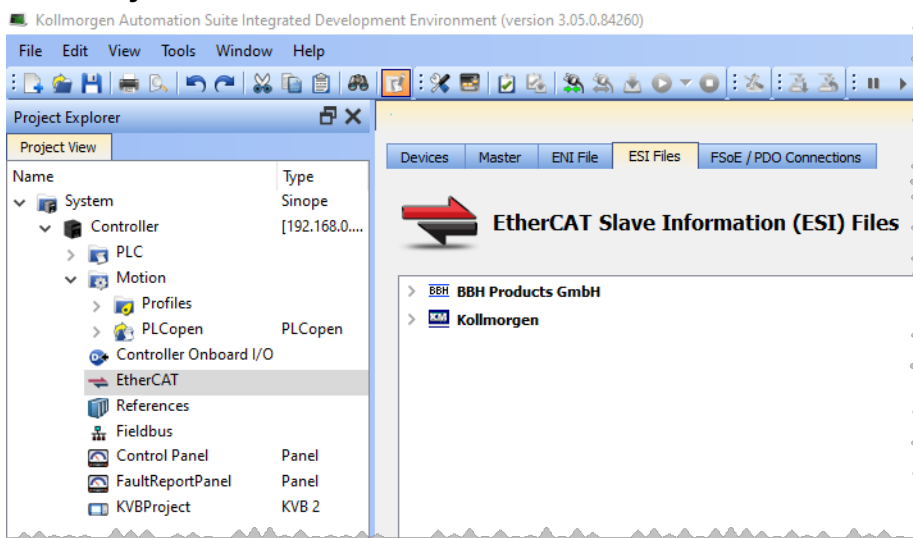 Kollmorgen Automation Suite Integrated Development Environment (version 3.05.0.84260)
File Edit View Tools Window Help
Project Explorer
Project View
Name Type
System Sinope
Controller [192.168.0....
PLC
Motion
Profiles
PLCopen PLCopen
Controller Onboard I/O
EtherCAT
References
Fieldbus
Control Panel Panel
FaultReportPanel Panel
KVBProject KVB 2
Devices Master ENI File ESI Files FSoE / PDO Connections
EtherCAT Slave Information (ESI) Files
BBH BBH Products GmbH
KM Kollmorgen